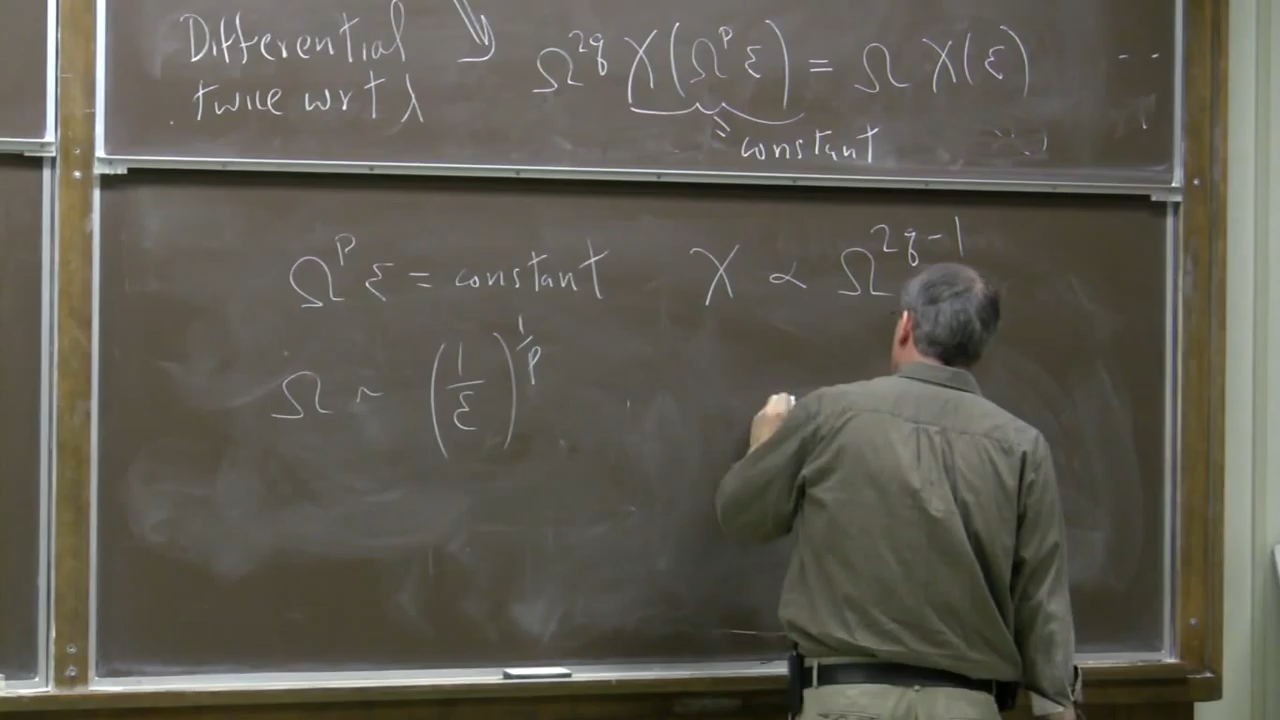 Differential
twice wrt λ
Ω^{2q} χ(Ω^p ε) = Ω χ(ε) ---
= constant
Ω^p ε = constant χ ∝ Ω^{2q-1}
Ω ~ (1/ε)^{1/p}